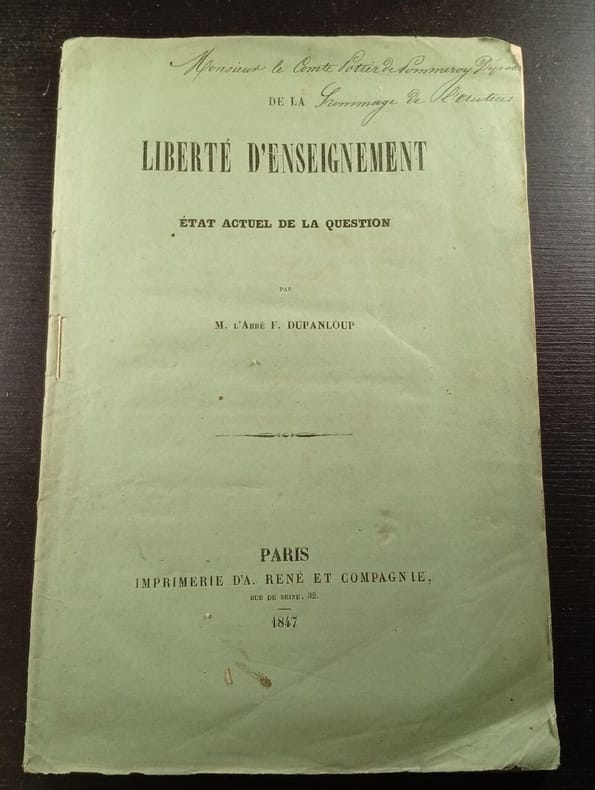 Monsieur le Comte Potier de Pommeroy Député
DE LA
hommage de l'auteur
LIBERTÉ D'ENSEIGNEMENT
ÉTAT ACTUEL DE LA QUESTION
PAR
M. L'ABBÉ F. DUPANLOUP
PARIS
IMPRIMERIE D'A. RENÉ ET COMPAGNIE,
RUE DE SEINE, 32.
1847